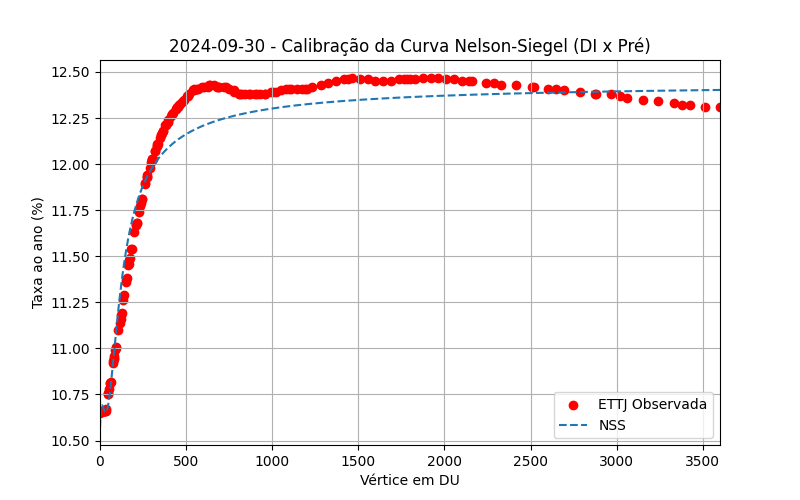 2024-09-30 - Calibração da Curva Nelson-Siegel (DI x Pré)
Taxa ao ano (%)
12.50
12.25
12.00
11.75
11.50
11.25
11.00
10.75
10.50
0 500 1000 1500 2000 2500 3000 3500
Vértice em DU
ETTJ Observada
NSS